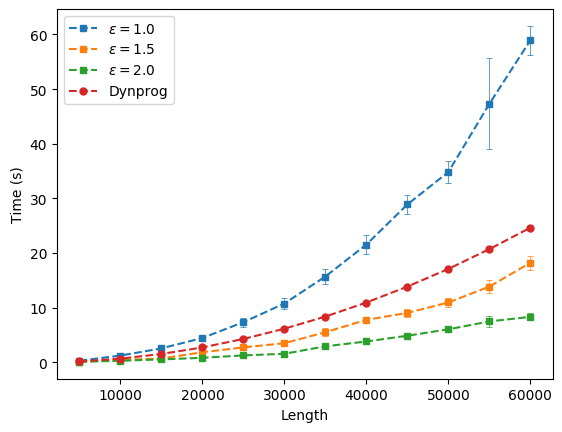 ε = 1.0
ε = 1.5
ε = 2.0
Dynprog
Time (s)
60
50
40
30
20
10
0
10000 20000 30000 40000 50000 60000
Length